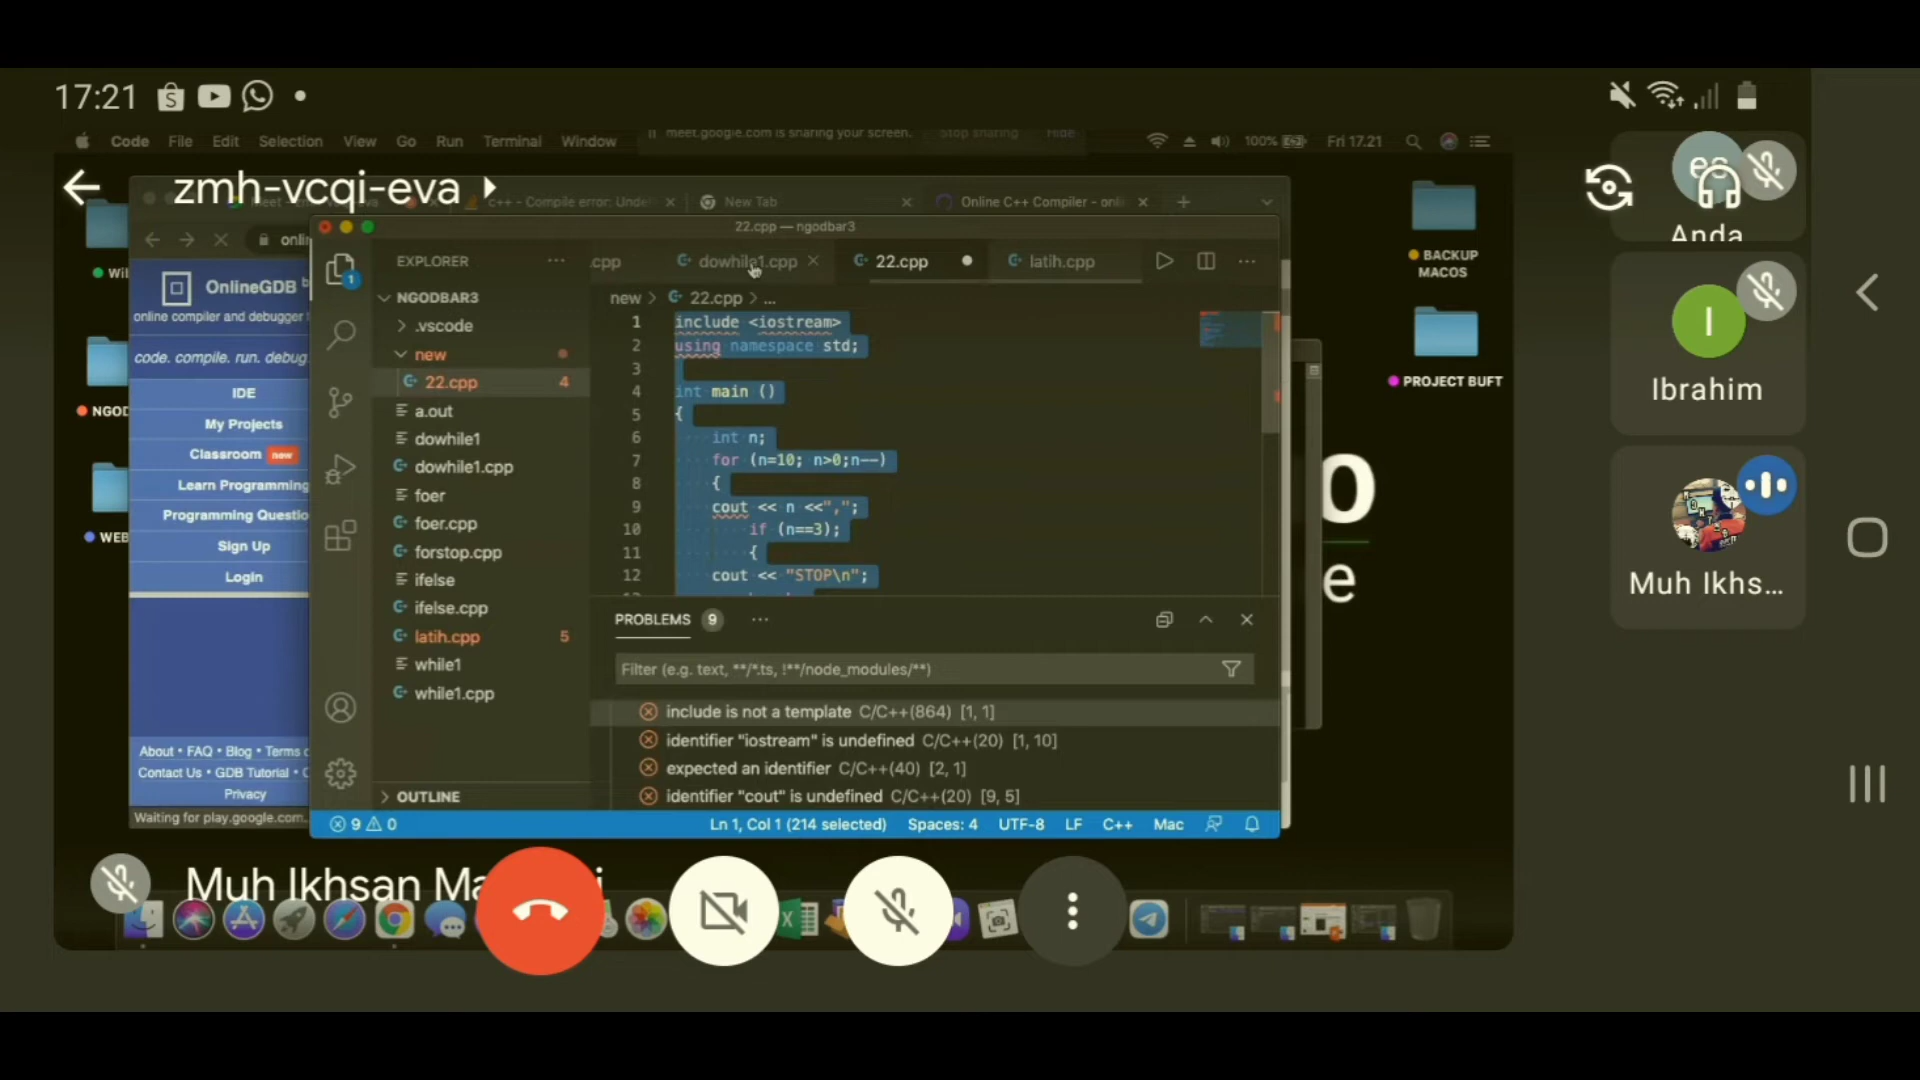 17:21
Code File Edit Selection View Go Run Terminal Window
meet.google.com is sharing your screen. Stop sharing Hide
100% Fri 17.21
zmh-vcqi-eva
c++ - Compile error: Unde
New Tab
Online C++ Compiler - onli
22.cpp — ngodbar3
onlin
OnlineGDB
online compiler and debugger
code. compile. run. debug.
IDE
My Projects
Classroom new
Learn Programming
Programming Questio
Sign Up
Login
About • FAQ • Blog • Terms o
Contact Us • GDB Tutorial • C
Privacy
Waiting for play.google.com...
EXPLORER
NGODBAR3
.vscode
new
22.cpp 4
a.out
dowhile1
dowhile1.cpp
foer
foer.cpp
forstop.cpp
ifelse
ifelse.cpp
latih.cpp 5
while1
while1.cpp
OUTLINE
1
.cpp
dowhile1.cpp
22.cpp
latih.cpp
new > 22.cpp > ...
1 include <iostream>
2 using namespace std;
3
4 int main ()
5 {
6 int n;
7 for (n=10; n>0;n--)
8 {
9 cout << n <<",";
10 if (n==3);
11 {
12 cout << "STOP\n";
PROBLEMS 9
Filter (e.g. text, **/*.ts, !**/node_modules/**)
include is not a template C/C++(864) [1, 1]
identifier "iostream" is undefined C/C++(20) [1, 10]
expected an identifier C/C++(40) [2, 1]
identifier "cout" is undefined C/C++(20) [9, 5]
9 0 Ln 1, Col 1 (214 selected) Spaces: 4 UTF-8 LF C++ Mac
NGOD
WEB
BACKUP
MACOS
PROJECT BUFT
o
e
Anda
I
Ibrahim
Muh Ikhs...
Muh Ikhsan Ma